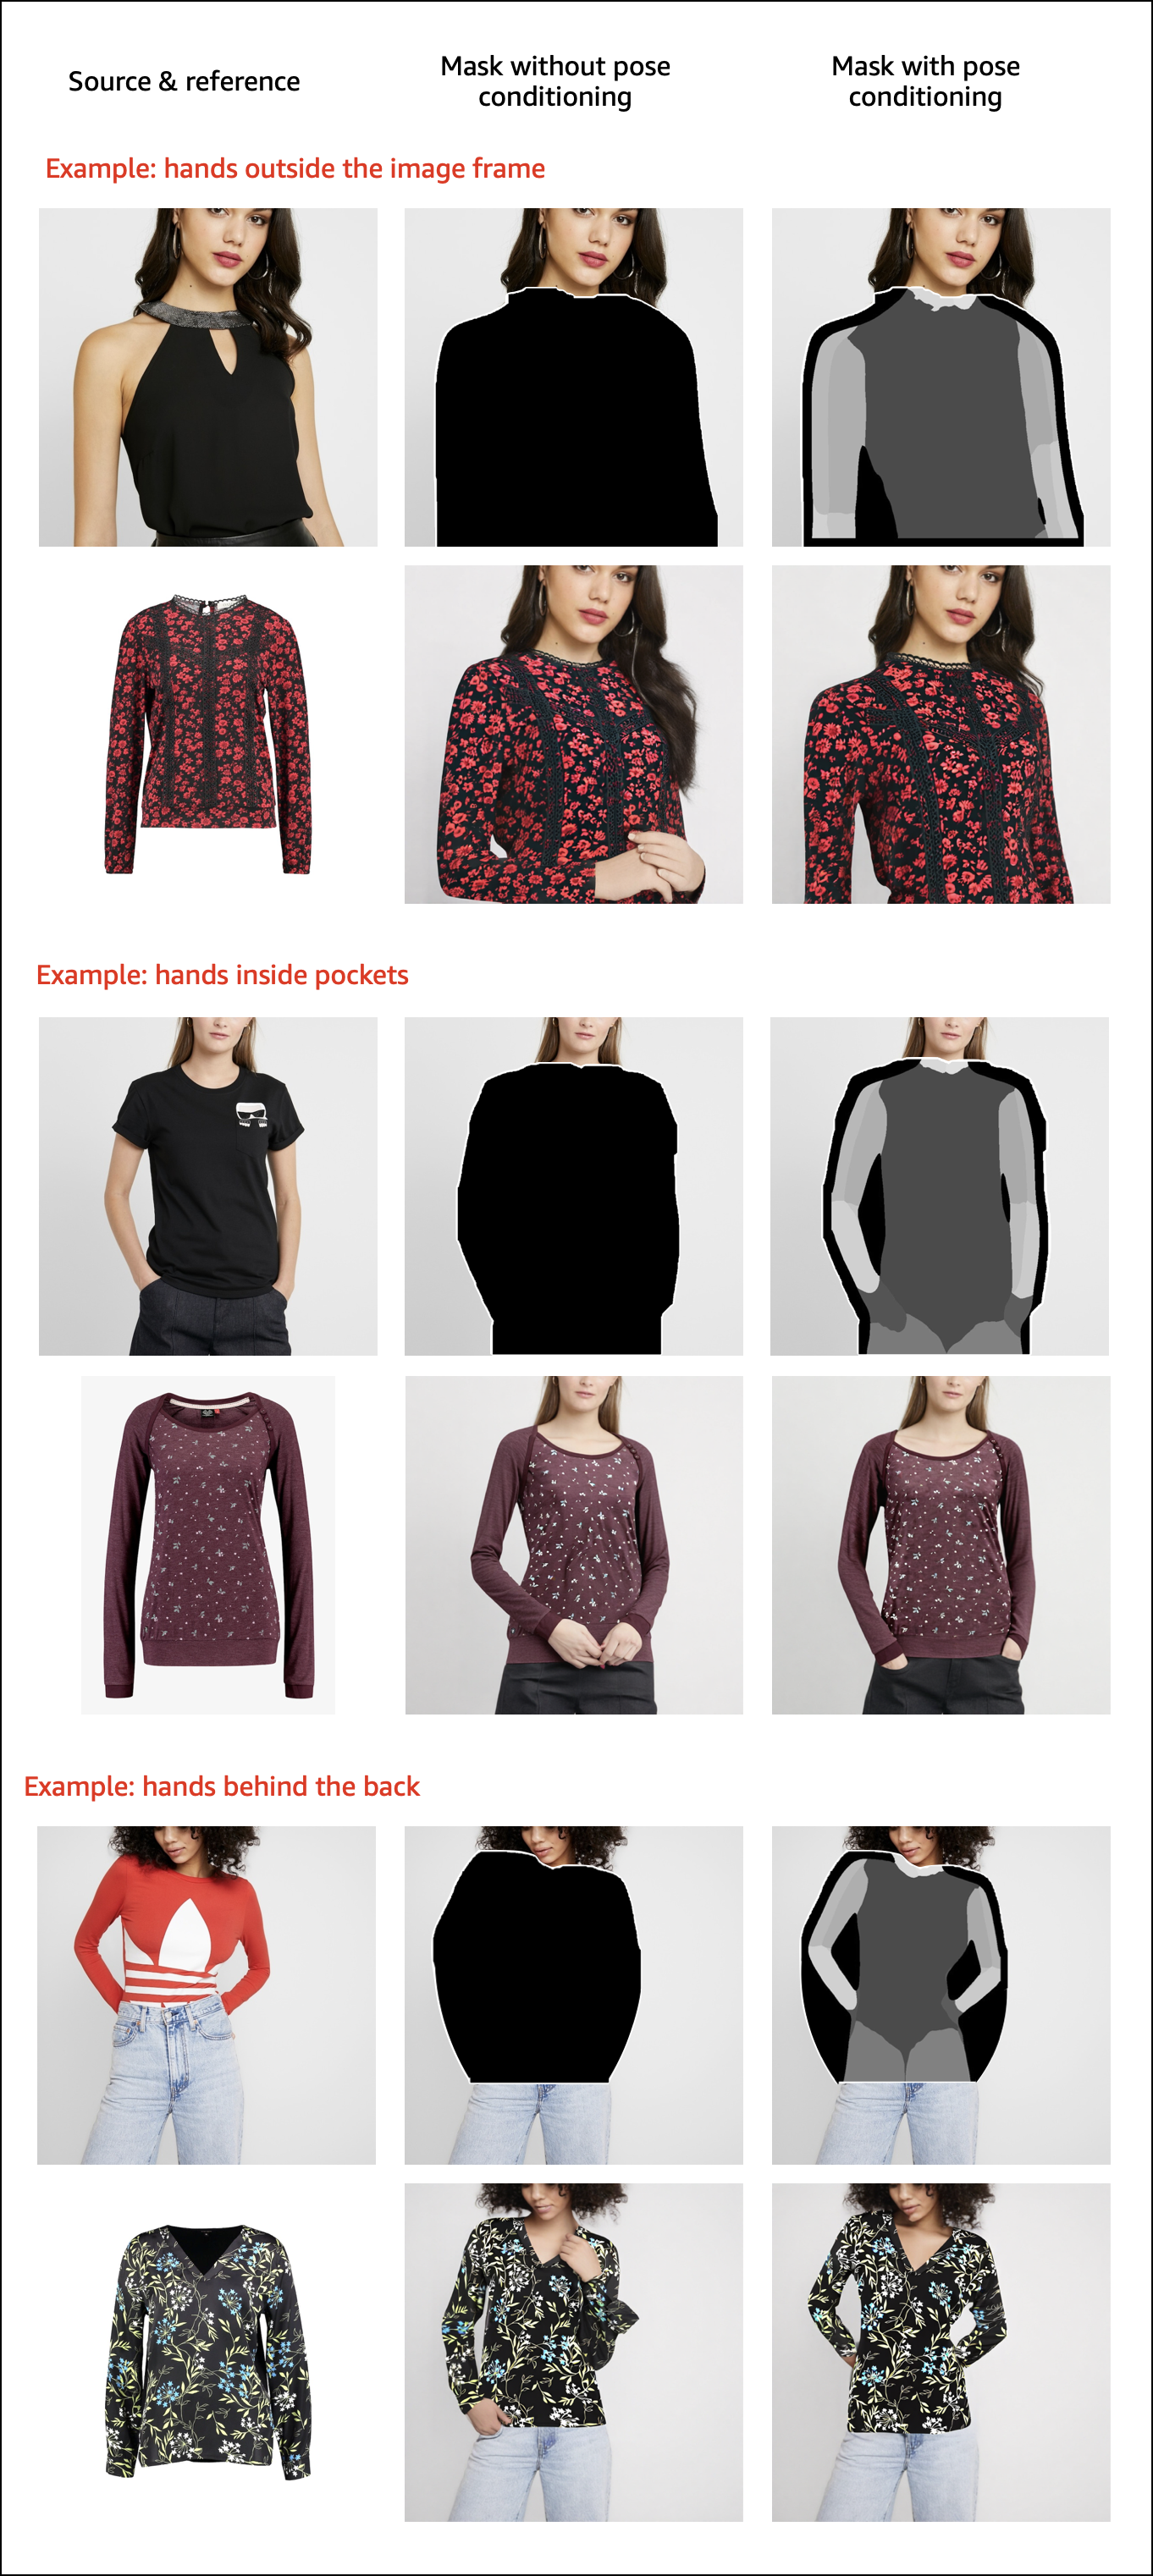 Source & reference
Mask without pose
conditioning
Mask with pose
conditioning
Example: hands outside the image frame
Example: hands inside pockets
Example: hands behind the back